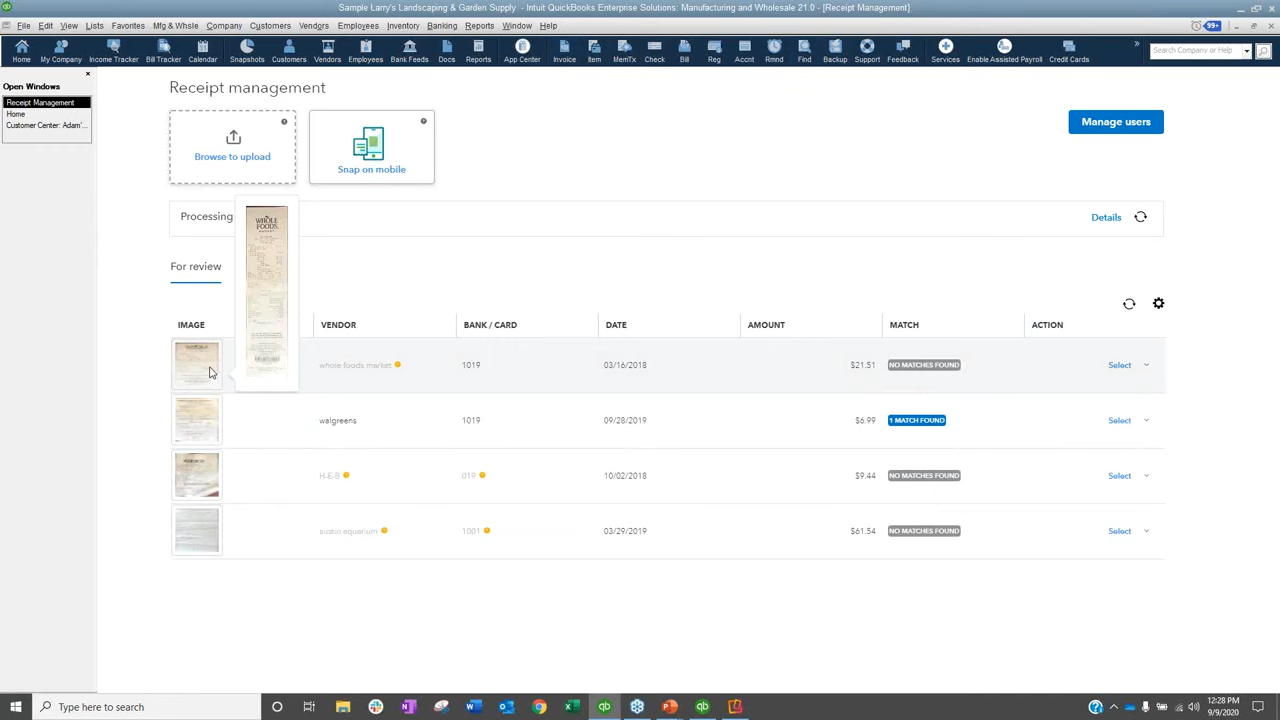 Sample Larry's Landscaping & Garden Supply - Intuit QuickBooks Enterprise Solutions: Manufacturing and Wholesale 21.0 - [Receipt Management]
File Edit View Lists Favorites Mfg & Whsle Company Customers Vendors Employees Inventory Banking Reports Window Help 99+
Home My Company Income Tracker Bill Tracker Calendar Snapshots Customers Vendors Employees Bank Feeds Docs Reports App Center Invoice Item MemTx Check Bill Reg Accnt Rmnd Find Backup Support Feedback Services Enable Assisted Payroll Credit Cards » Search Company or Help
Open Windows
Receipt Management
Home
Customer Center: Adam'...
Receipt management
Browse to upload
Snap on mobile
Manage users
Processing
Details
WHOLE
FOODS
MARKET
For review
IMAGE VENDOR BANK / CARD DATE AMOUNT MATCH ACTION
whole foods market 1019 03/16/2018 $21.51 NO MATCHES FOUND Select
walgreens 1019 09/28/2019 $6.99 1 MATCH FOUND Select
H-E-B 019 10/02/2018 $9.44 NO MATCHES FOUND Select
austin aquarium 1001 03/29/2019 $61.54 NO MATCHES FOUND Select
Type here to search
12:28 PM
9/9/2020